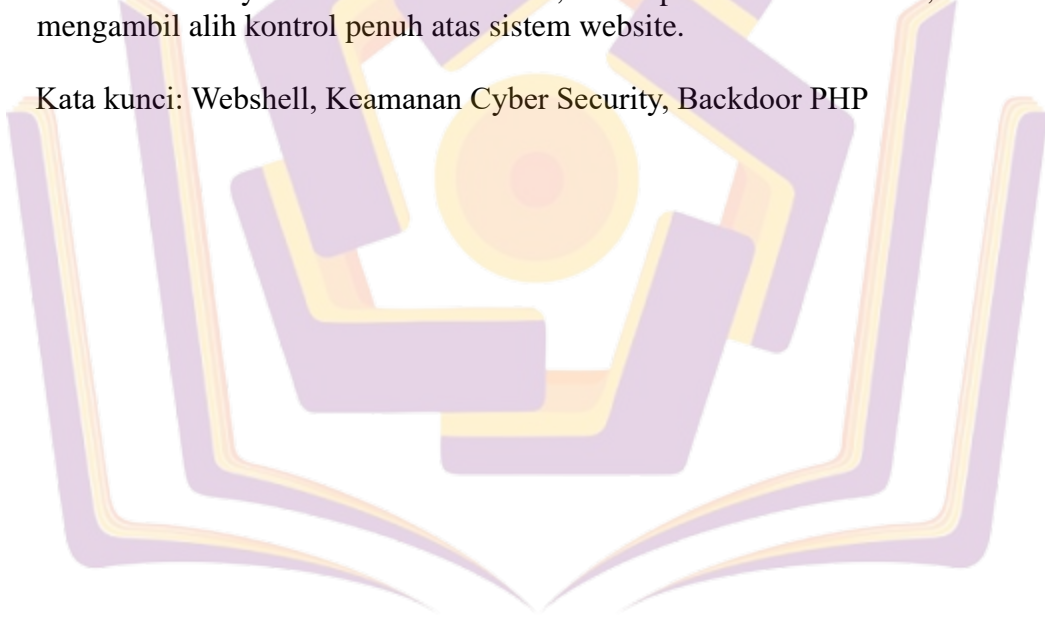 mengambil alih kontrol penuh atas sistem website.
Kata kunci: Webshell, Keamanan Cyber Security, Backdoor PHP